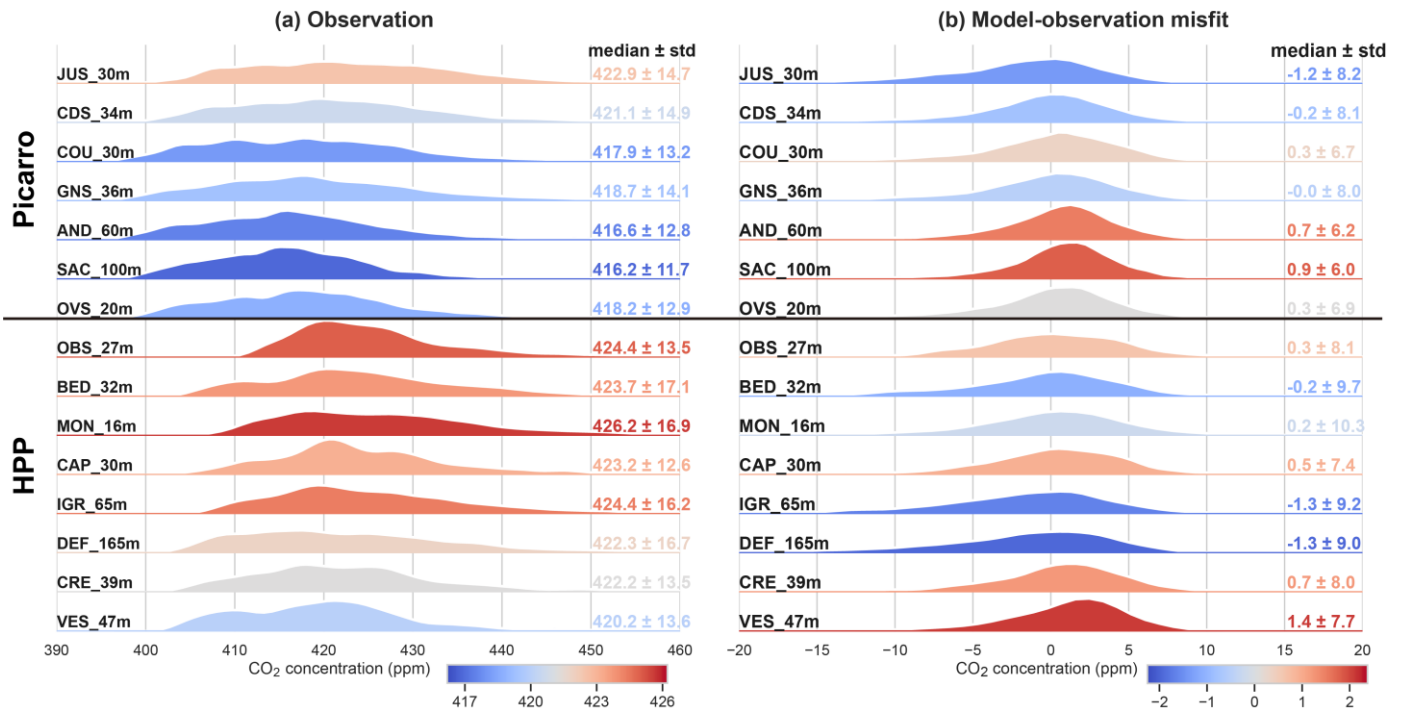 (a) Observation
(b) Model-observation misfit
median ± std
median ± std
Picarro
JUS_30m 422.9 ± 14.7
JUS_30m -1.2 ± 8.2
CDS_34m 421.1 ± 14.9
CDS_34m -0.2 ± 8.1
COU_30m 417.9 ± 13.2
COU_30m 0.3 ± 6.7
GNS_36m 418.7 ± 14.1
GNS_36m -0.0 ± 8.0
AND_60m 416.6 ± 12.8
AND_60m 0.7 ± 6.2
SAC_100m 416.2 ± 11.7
SAC_100m 0.9 ± 6.0
OVS_20m 418.2 ± 12.9
OVS_20m 0.3 ± 6.9
HPP
OBS_27m 424.4 ± 13.5
OBS_27m 0.3 ± 8.1
BED_32m 423.7 ± 17.1
BED_32m -0.2 ± 9.7
MON_16m 426.2 ± 16.9
MON_16m 0.2 ± 10.3
CAP_30m 423.2 ± 12.6
CAP_30m 0.5 ± 7.4
IGR_65m 424.4 ± 16.2
IGR_65m -1.3 ± 9.2
DEF_165m 422.3 ± 16.7
DEF_165m -1.3 ± 9.0
CRE_39m 422.2 ± 13.5
CRE_39m 0.7 ± 8.0
VES_47m 420.2 ± 13.6
VES_47m 1.4 ± 7.7
390 400 410 420 430 440 450 460
−20 −15 −10 −5 0 5 10 15 20
CO₂ concentration (ppm)
CO₂ concentration (ppm)
417 420 423 426
−2 −1 0 1 2